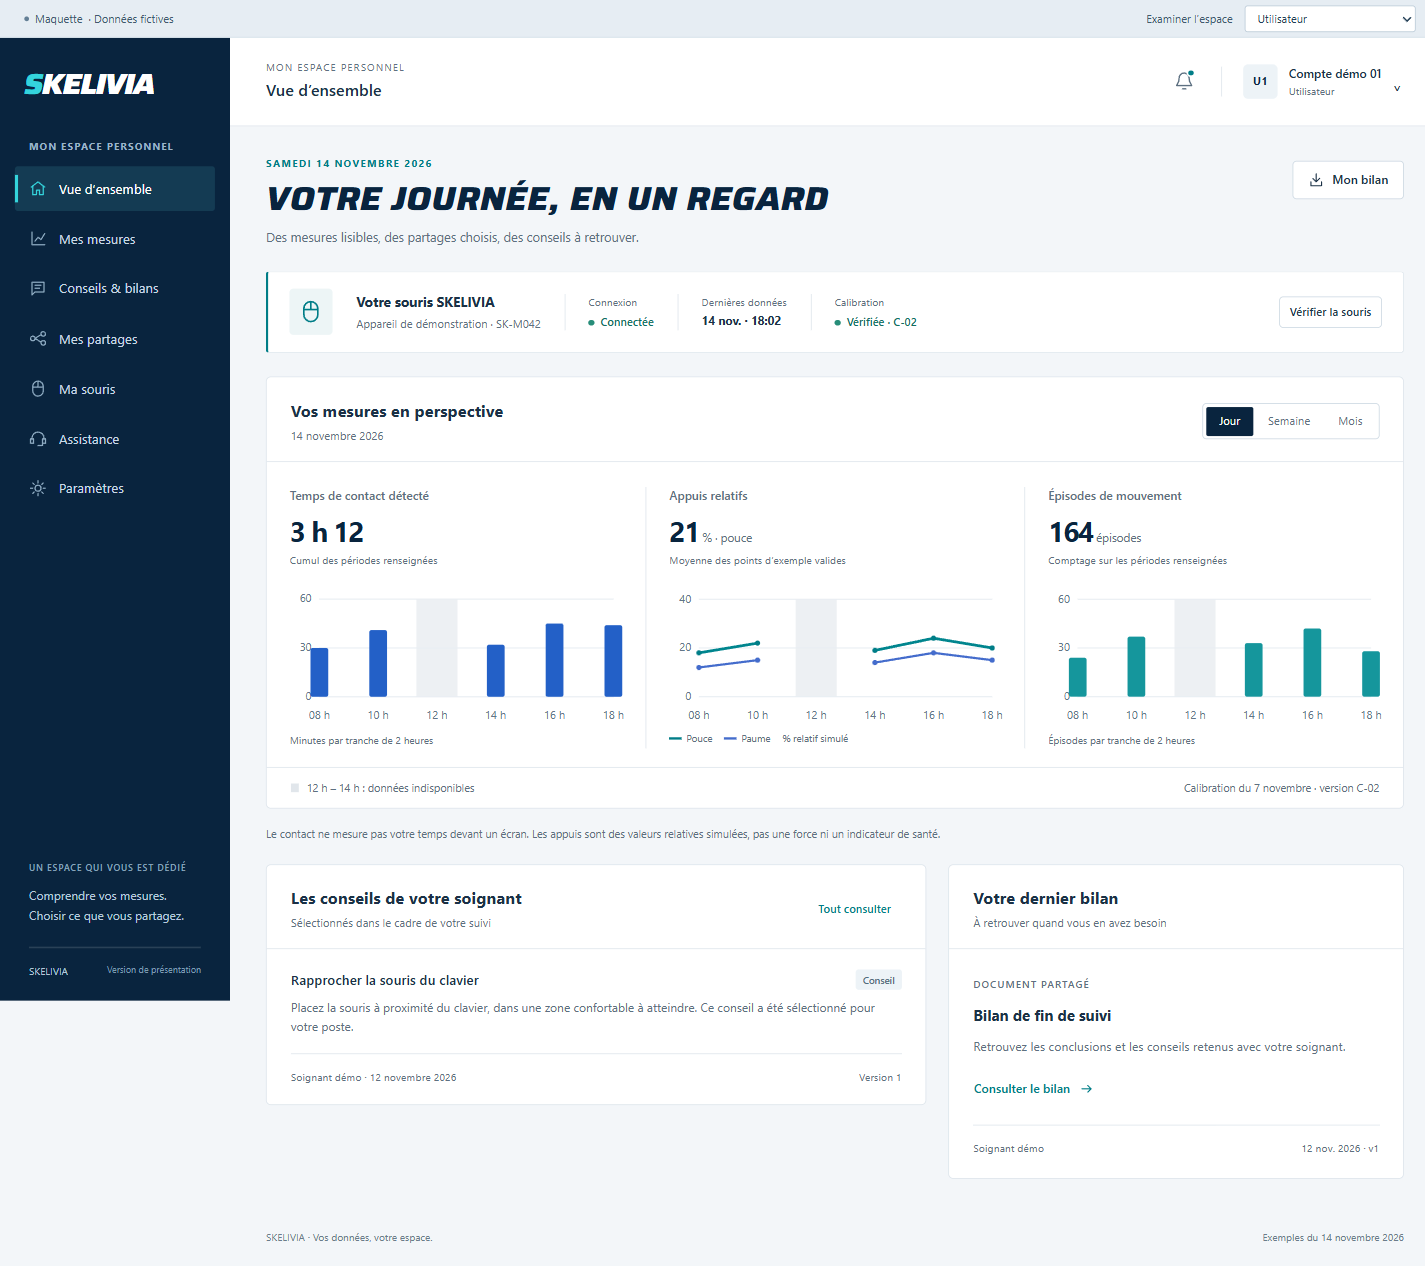 Maquette · Données fictives
Examiner l'espace
Utilisateur
SKELIVIA
MON ESPACE PERSONNEL
Vue d'ensemble
Mes mesures
Conseils & bilans
Mes partages
Ma souris
Assistance
Paramètres
UN ESPACE QUI VOUS EST DÉDIÉ
Comprendre vos mesures.
Choisir ce que vous partagez.
SKELIVIA
Version de présentation
MON ESPACE PERSONNEL
Vue d'ensemble
U1
Compte démo 01
Utilisateur
SAMEDI 14 NOVEMBRE 2026
VOTRE JOURNÉE, EN UN REGARD
Des mesures lisibles, des partages choisis, des conseils à retrouver.
Mon bilan
Votre souris SKELIVIA
Appareil de démonstration · SK-M042
Connexion
Connectée
Dernières données
14 nov. · 18:02
Calibration
Vérifiée · C-02
Vérifier la souris
Vos mesures en perspective
14 novembre 2026
Jour
Semaine
Mois
Temps de contact détecté
3 h 12
Cumul des périodes renseignées
60
30
0
08 h 10 h 12 h 14 h 16 h 18 h
Minutes par tranche de 2 heures
Appuis relatifs
21 % · pouce
Moyenne des points d'exemple valides
40
20
0
08 h 10 h 12 h 14 h 16 h 18 h
Pouce Paume % relatif simulé
Épisodes de mouvement
164 épisodes
Comptage sur les périodes renseignées
60
30
0
08 h 10 h 12 h 14 h 16 h 18 h
Épisodes par tranche de 2 heures
12 h – 14 h : données indisponibles
Calibration du 7 novembre · version C-02
Le contact ne mesure pas votre temps devant un écran. Les appuis sont des valeurs relatives simulées, pas une force ni un indicateur de santé.
Les conseils de votre soignant
Sélectionnés dans le cadre de votre suivi
Tout consulter
Rapprocher la souris du clavier
Conseil
Placez la souris à proximité du clavier, dans une zone confortable à atteindre. Ce conseil a été sélectionné pour
votre poste.
Soignant démo · 12 novembre 2026
Version 1
Votre dernier bilan
À retrouver quand vous en avez besoin
DOCUMENT PARTAGÉ
Bilan de fin de suivi
Retrouvez les conclusions et les conseils retenus avec votre soignant.
Consulter le bilan →
Soignant démo
12 nov. 2026 · v1
SKELIVIA · Vos données, votre espace.
Exemples du 14 novembre 2026